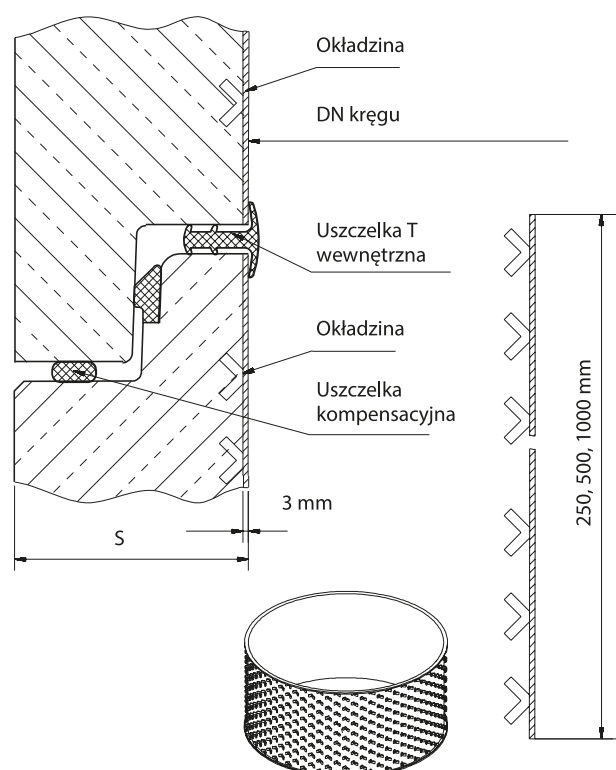 Okładzina
DN kręgu
Uszczelka T
wewnętrzna
Okładzina
Uszczelka
kompensacyjna
3 mm
S
250, 500, 1000 mm